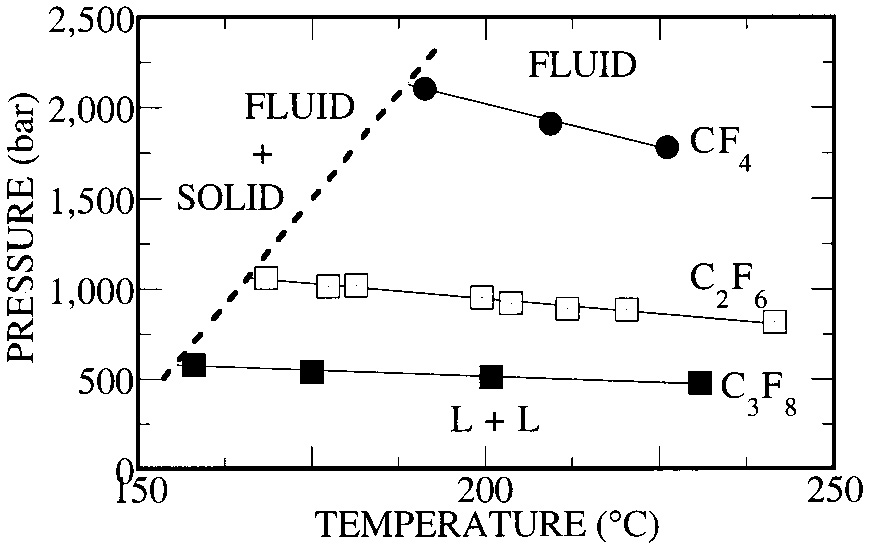 2,500
FLUID
FLUID
+
SOLID
2,000
CF4
1,500
C2F6
1,000
500
C3F8
L + L
0
150
200
250
TEMPERATURE (°C)
PRESSURE (bar)